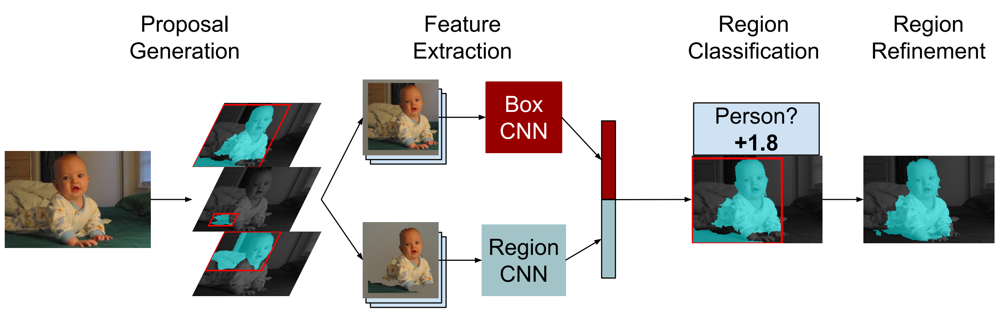 Proposal
Generation
Feature
Extraction
Region
Classification
Region
Refinement
Box
CNN
Region
CNN
Person?
+1.8